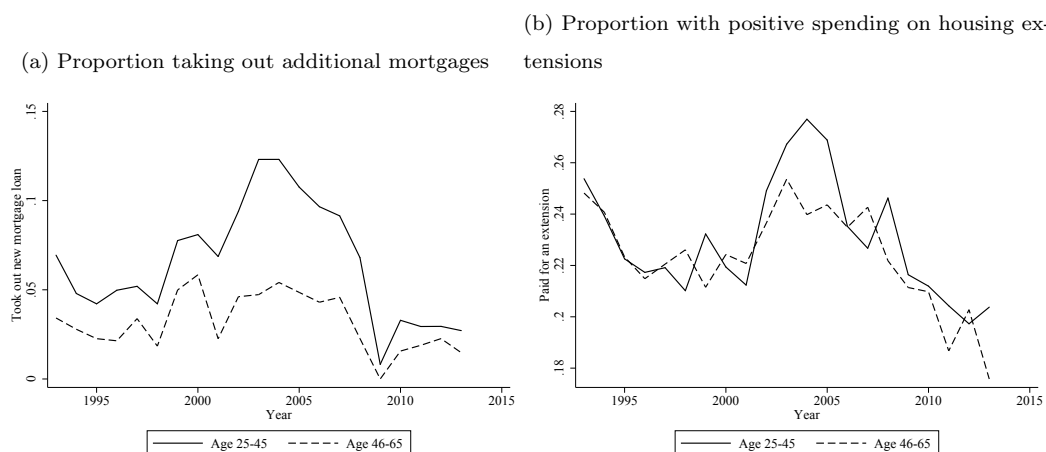 (a) Proportion taking out additional mortgages
Took out new mortgage loan
.15
.1
.05
0
1995 2000 2005 2010 2015
Year
Age 25-45 Age 46-65
(b) Proportion with positive spending on housing ex-
tensions
Paid for an extension
.28
.26
.24
.22
.2
.18
1995 2000 2005 2010 2015
Year
Age 25-45 Age 46-65